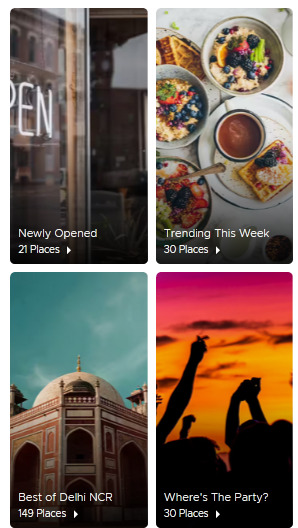 PEN
Newly Opened
21 Places
Trending This Week
30 Places
Best of Delhi NCR
149 Places
Where's The Party?
30 Places